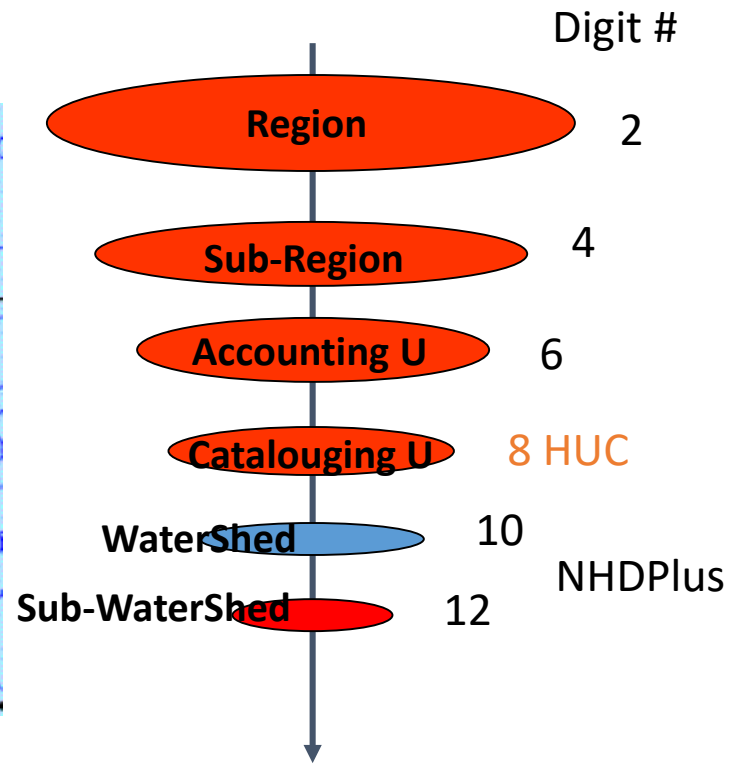 Digit #
Region 2
Sub-Region 4
Accounting U 6
Catalouging U 8 HUC
WaterShed 10
NHDPlus
Sub-WaterShed 12